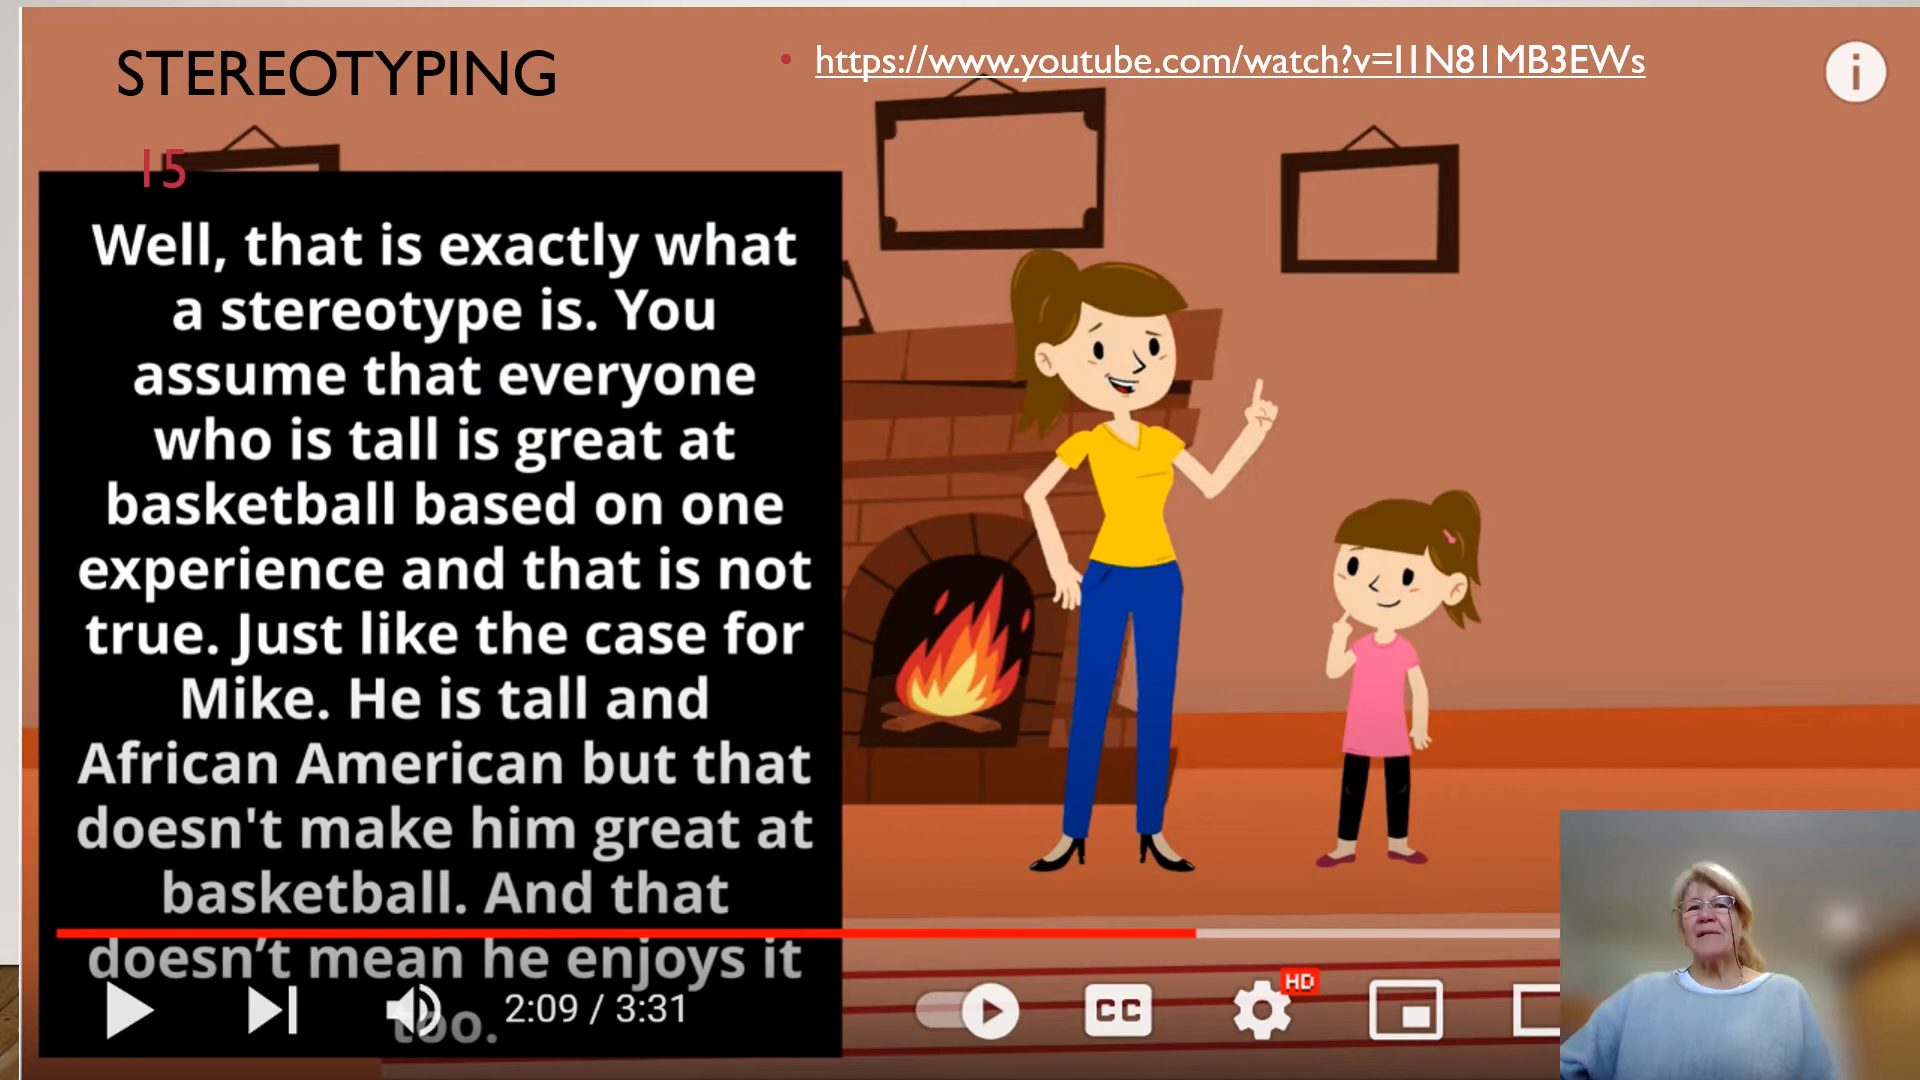 STEREOTYPING
• https://www.youtube.com/watch?v=I1N81MB3EWs
i
15
Well, that is exactly what
a stereotype is. You
assume that everyone
who is tall is great at
basketball based on one
experience and that is not
true. Just like the case for
Mike. He is tall and
African American but that
doesn't make him great at
basketball. And that
doesn’t mean he enjoys it
too.
2:09 / 3:31
CC
HD